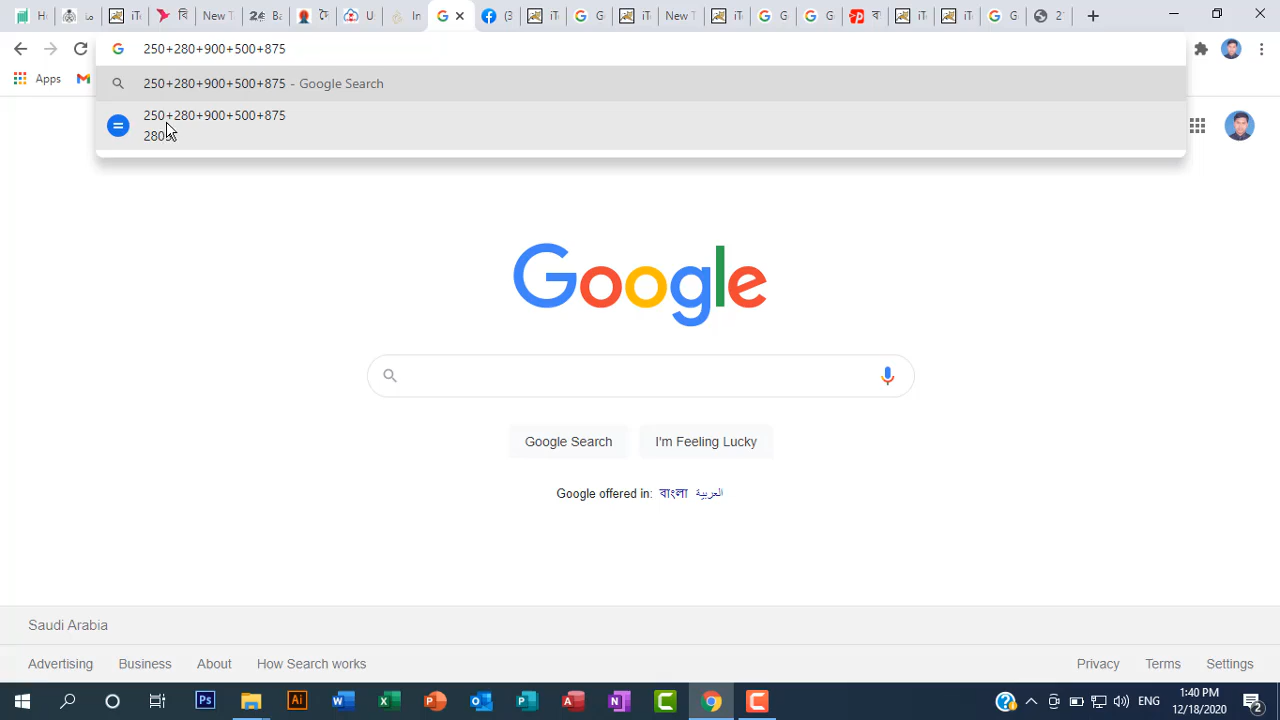 New T
250+280+900+500+875
250+280+900+500+875 - Google Search
250+280+900+500+875
Apps
Google
Google Search
I'm Feeling Lucky
Google offered in: বাংলা العربية
Saudi Arabia
Advertising Business About How Search works
Privacy Terms Settings
ENG
1:40 PM
12/18/2020
2